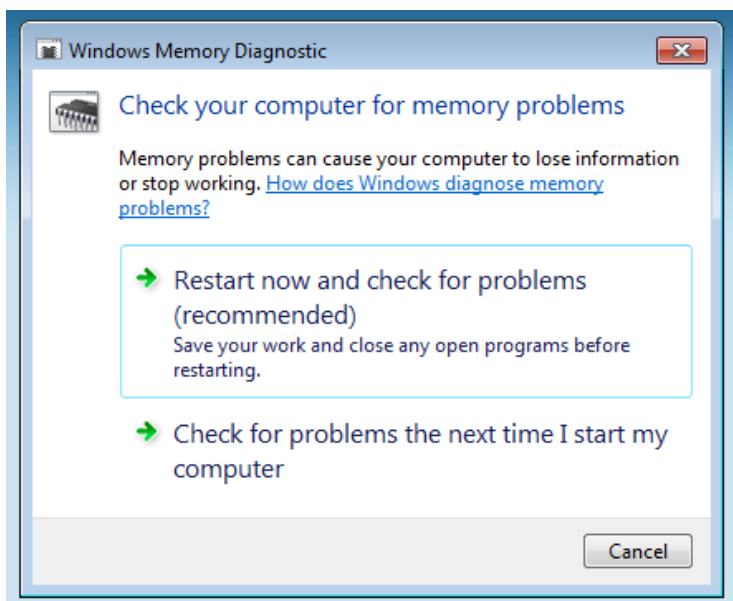 Windows Memory Diagnostic
Check your computer for memory problems
Memory problems can cause your computer to lose information
or stop working. How does Windows diagnose memory
problems?
Restart now and check for problems
(recommended)
Save your work and close any open programs before
restarting.
Check for problems the next time I start my
computer
Cancel